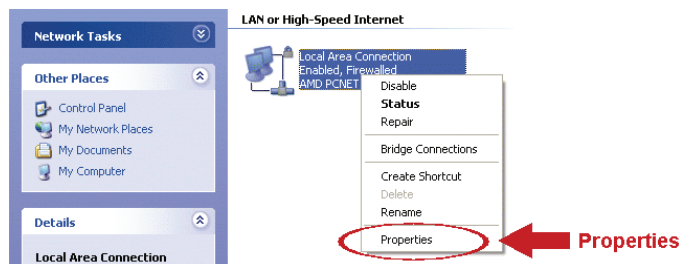 Network Tasks
Other Places
Control Panel
My Network Places
My Documents
My Computer
Details
Local Area Connection
LAN or High-Speed Internet
Local Area Connection
Enabled, Firewalled
AMD PCNET
Disable
Status
Repair
Bridge Connections
Create Shortcut
Delete
Rename
Properties
Properties